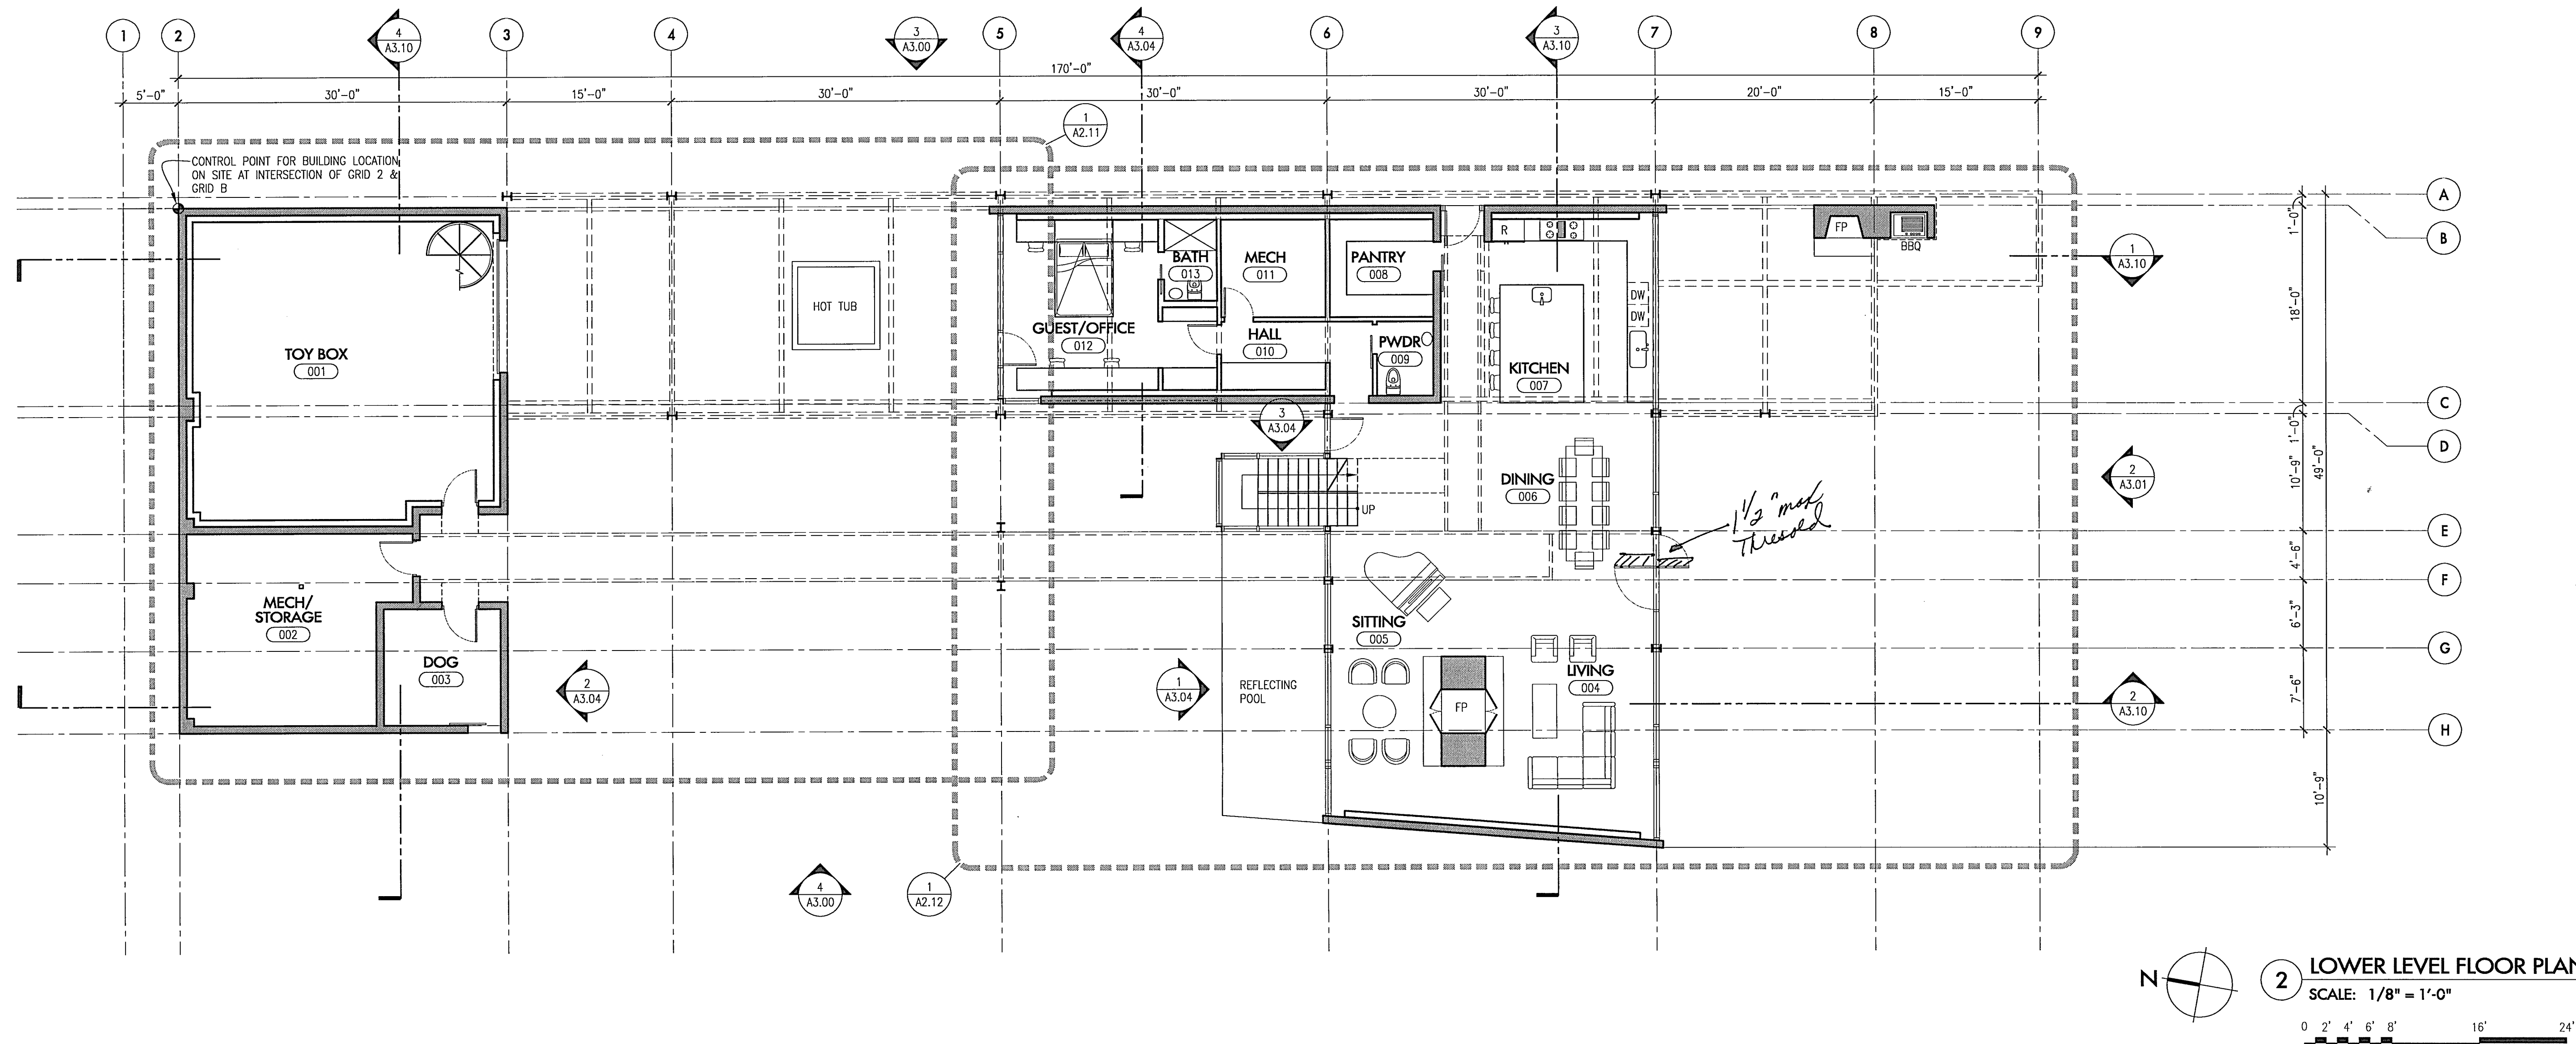 1 2 4 3 4 3 5 4 6 3 7 8 9
A3.10 A3.00 A3.04 A3.10
170'-0"
5'-0" 30'-0" 15'-0" 30'-0" 30'-0" 30'-0" 20'-0" 15'-0"
1
A2.11
CONTROL POINT FOR BUILDING LOCATION
ON SITE AT INTERSECTION OF GRID 2 &
GRID B
A
1'-0"
B
FP
BBQ
R
1
A3.10
BATH
013
MECH
011
PANTRY
008
DW
DW
HOT TUB
18'-0"
GUEST/OFFICE
012
HALL
010
PWDR
009
TOY BOX
001
KITCHEN
007
C
3
A3.04
1'-0"
D
2
A3.01
10'-9"
49'-0"
DINING
006
UP
1 1/2" max
Thresold
E
4'-6"
F
MECH/
STORAGE
002
SITTING
005
6'-3"
G
DOG
003
2
A3.04
1
A3.04
REFLECTING
POOL
FP
LIVING
004
7'-6"
2
A3.10
H
10'-9"
4
A3.00
1
A2.12
N
2
LOWER LEVEL FLOOR PLAN
SCALE: 1/8" = 1'-0"
0 2' 4' 6' 8' 16' 24'